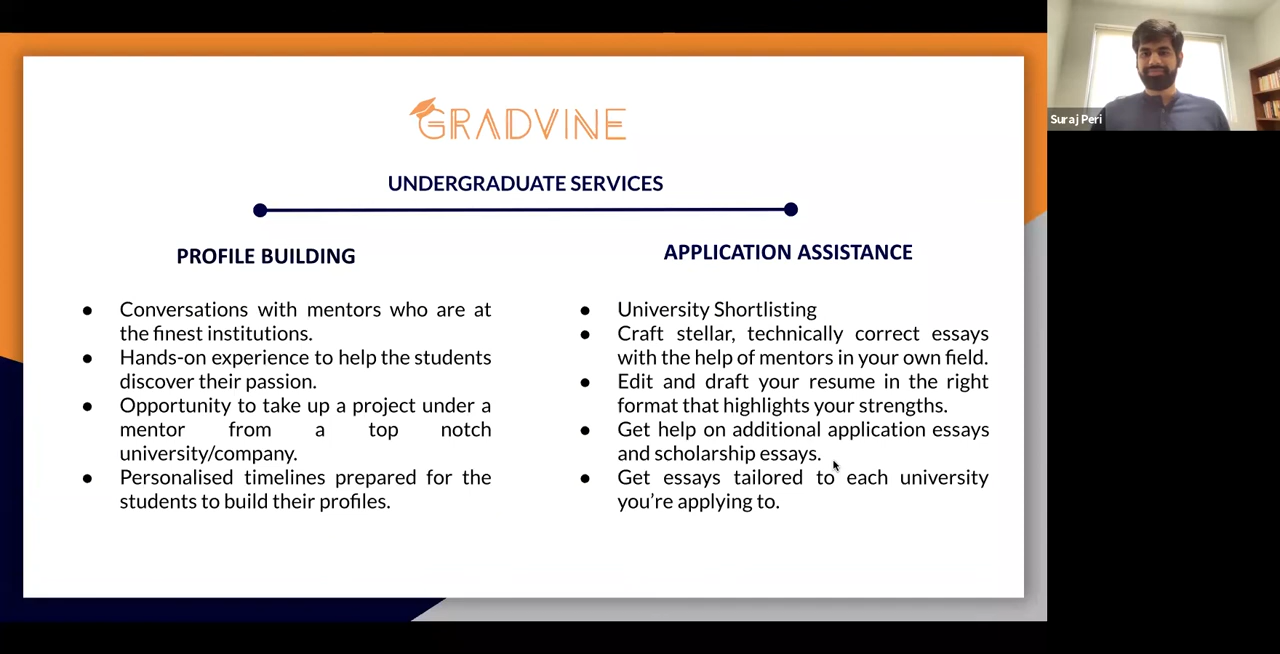 GRADVINE
UNDERGRADUATE SERVICES
PROFILE BUILDING
● Conversations with mentors who are at
the finest institutions.
● Hands-on experience to help the students
discover their passion.
● Opportunity to take up a project under a
mentor from a top notch
university/company.
● Personalised timelines prepared for the
students to build their profiles.
APPLICATION ASSISTANCE
● University Shortlisting
● Craft stellar, technically correct essays
with the help of mentors in your own field.
● Edit and draft your resume in the right
format that highlights your strengths.
● Get help on additional application essays
and scholarship essays.
● Get essays tailored to each university
you’re applying to.
Suraj Peri